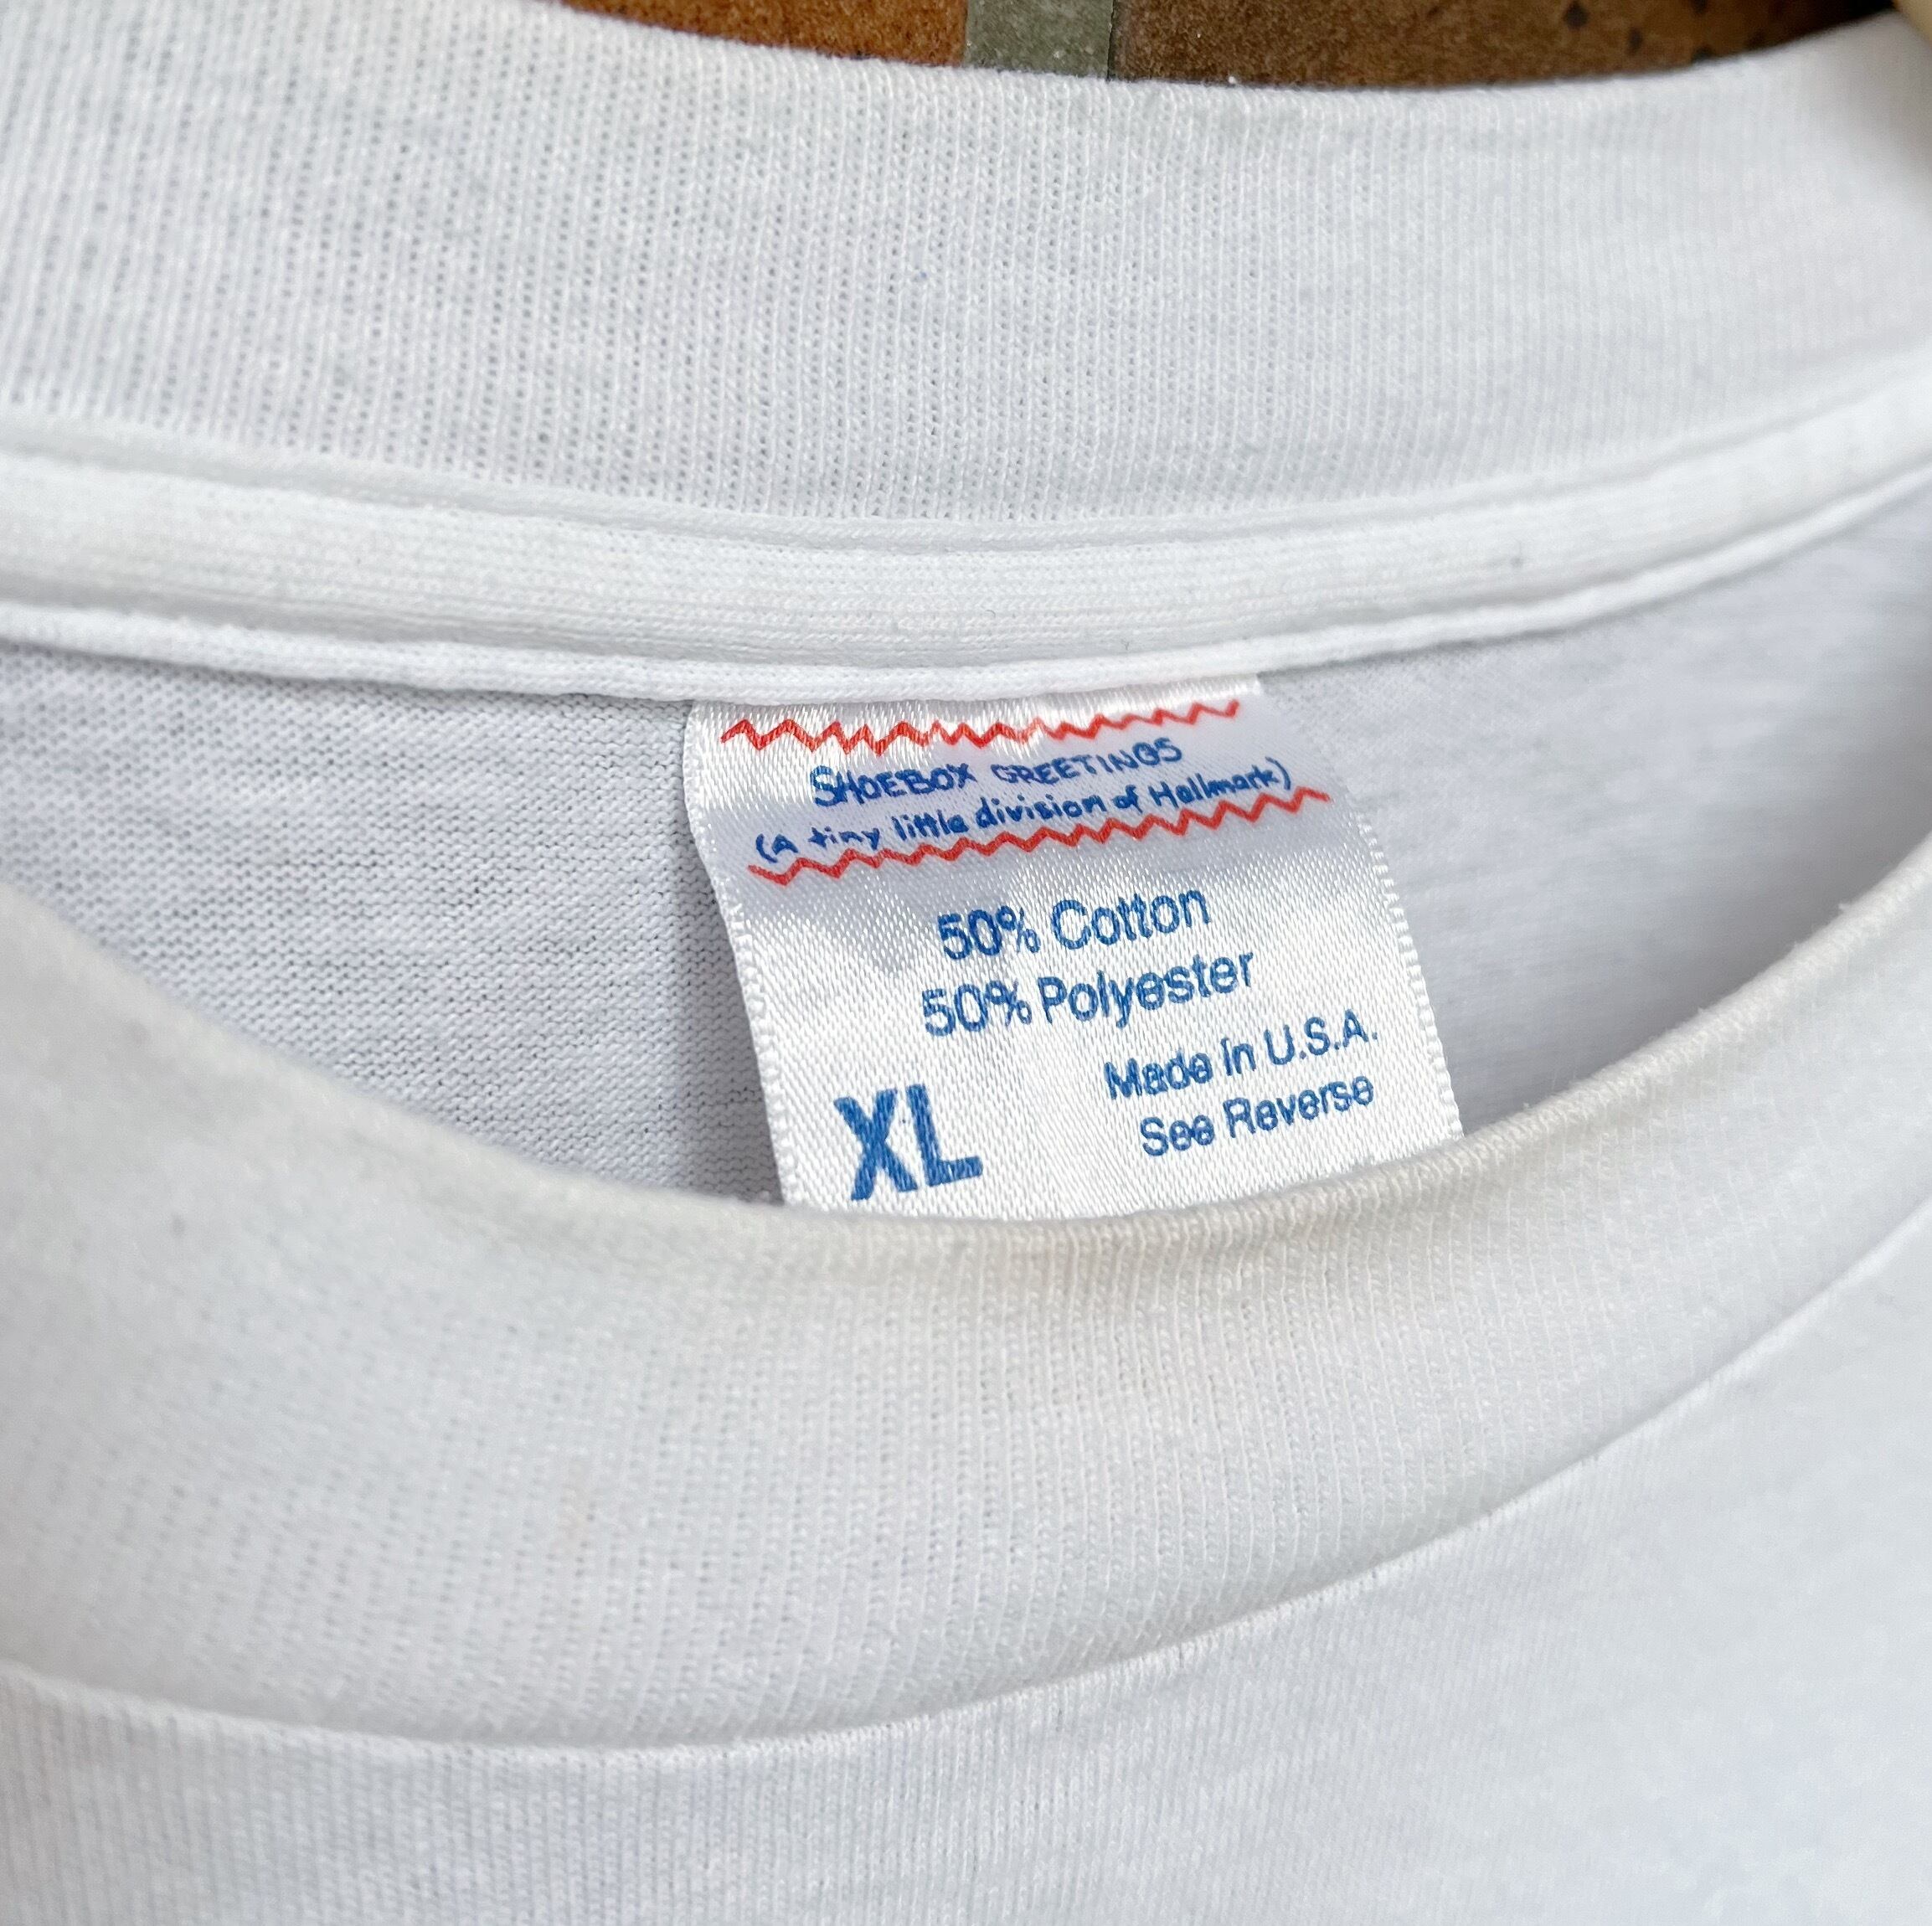 SHOEBOX GREETINGS
(A tiny little division of Hallmark)
50% Cotton
50% Polyester
Made in U.S.A.
XL
See Reverse